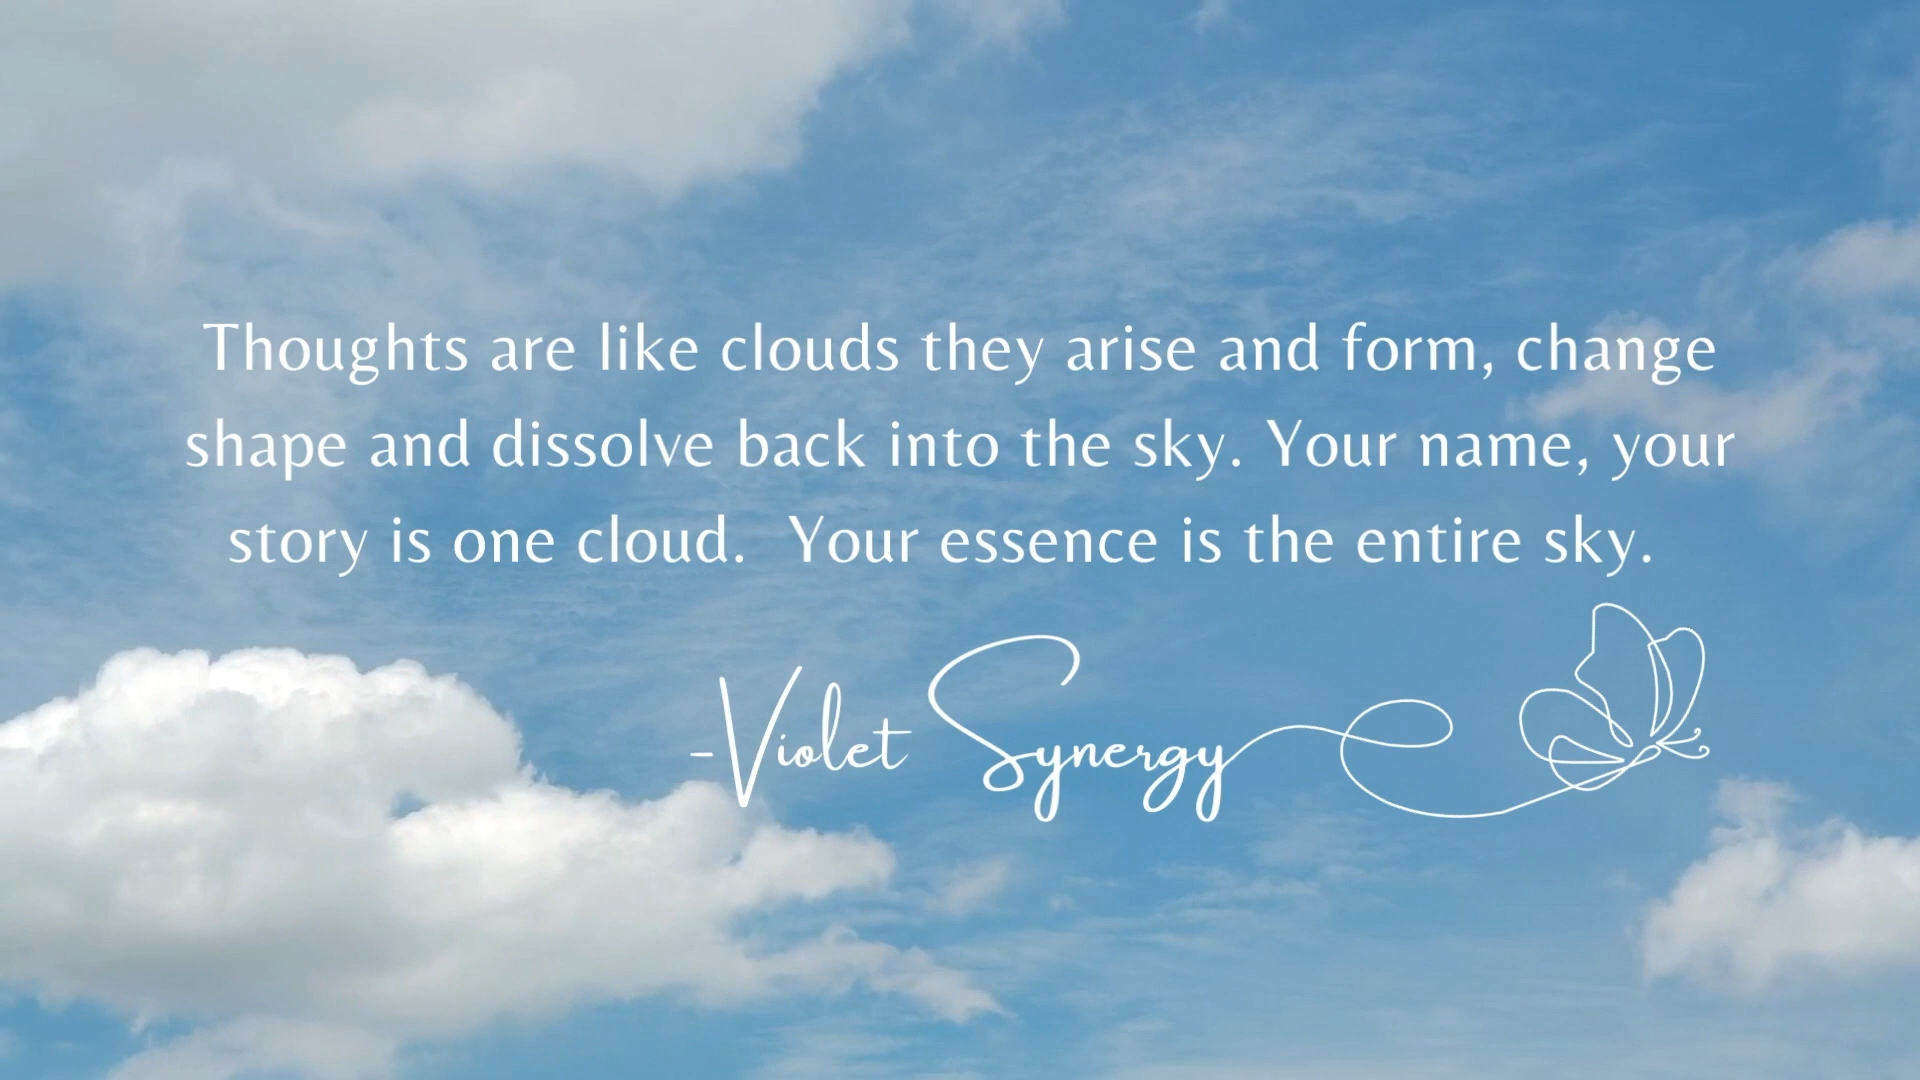 Thoughts are like clouds they arise and form, change
shape and dissolve back into the sky. Your name, your
story is one cloud.  Your essence is the entire sky.
-Violet Synergy